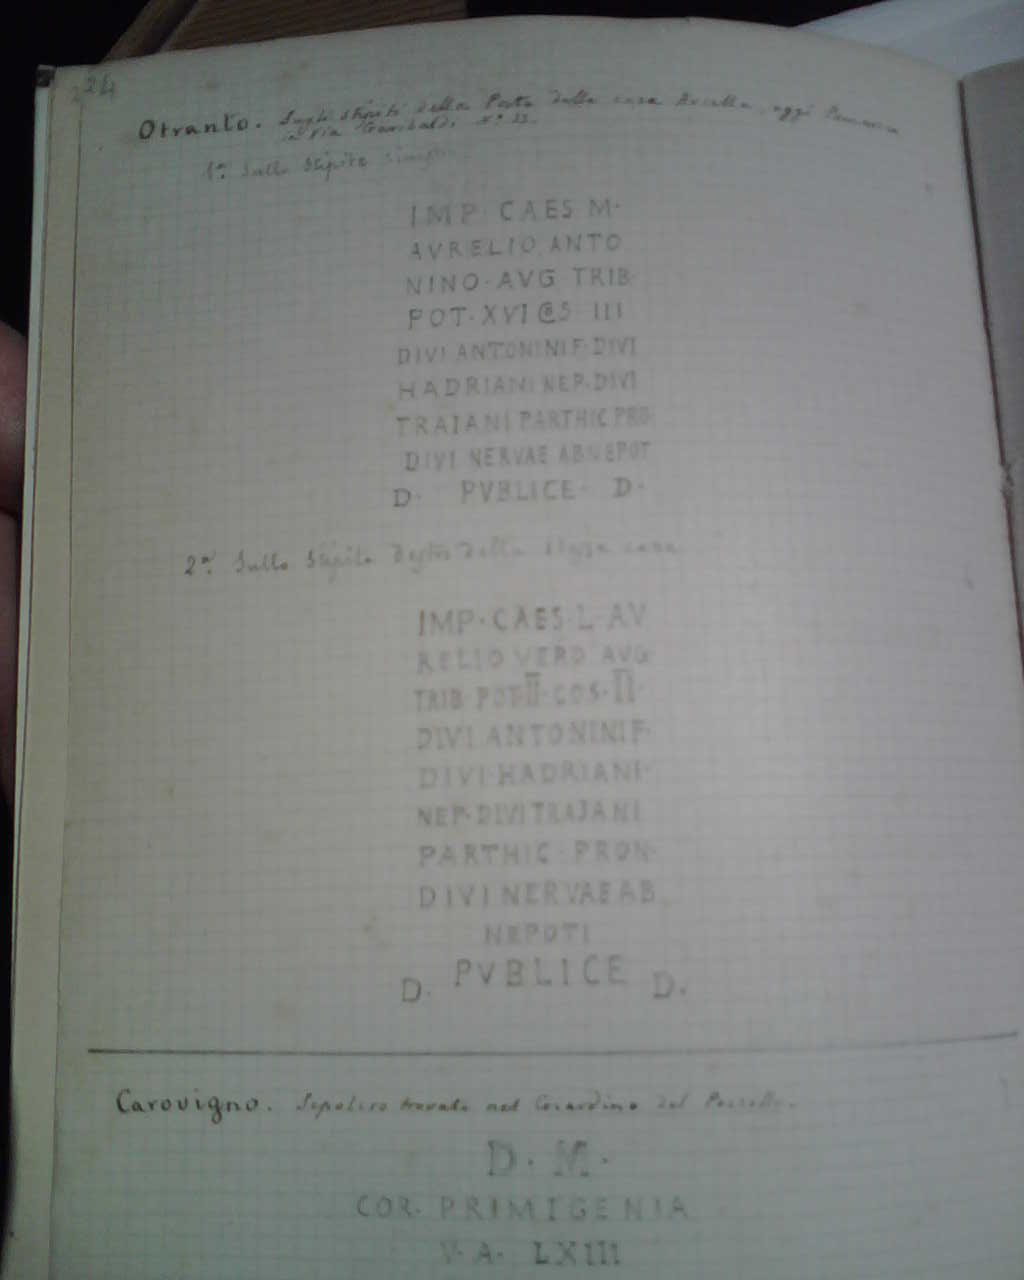 224
Otranto. Sugli stipiti della Porta della casa Arcella, oggi
in Via Garibaldi N.º 23.
1.ª Sullo Stipite
IMP CAES M·
AVRELIO ANTO
NINO · AVG TRIB·
POT · XVI COS III
DIVI ANTONINI F· DIVI
HADRIANI NEP· DIVI
TRAIANI PARTHIC PRO
DIVI NERVAE ABNEPOT
D· PVBLICE· D·
2.ª Sullo Stipite destro della stessa casa
IMP· CAES· L· AV
RELIO VERO AVG
TRIB POT· II· COS· II·
DIVI ANTONINI F·
DIVI · HADRIANI·
NEP· DIVI TRAJANI
PARTHIC · PRON·
DIVI NERVAE AB
NEPOTI
D. PVBLICE D.
Carovigno. Sepolcro trovato nel del
D · M ·
COR· PRIMIGENIA
V· A· LXIII